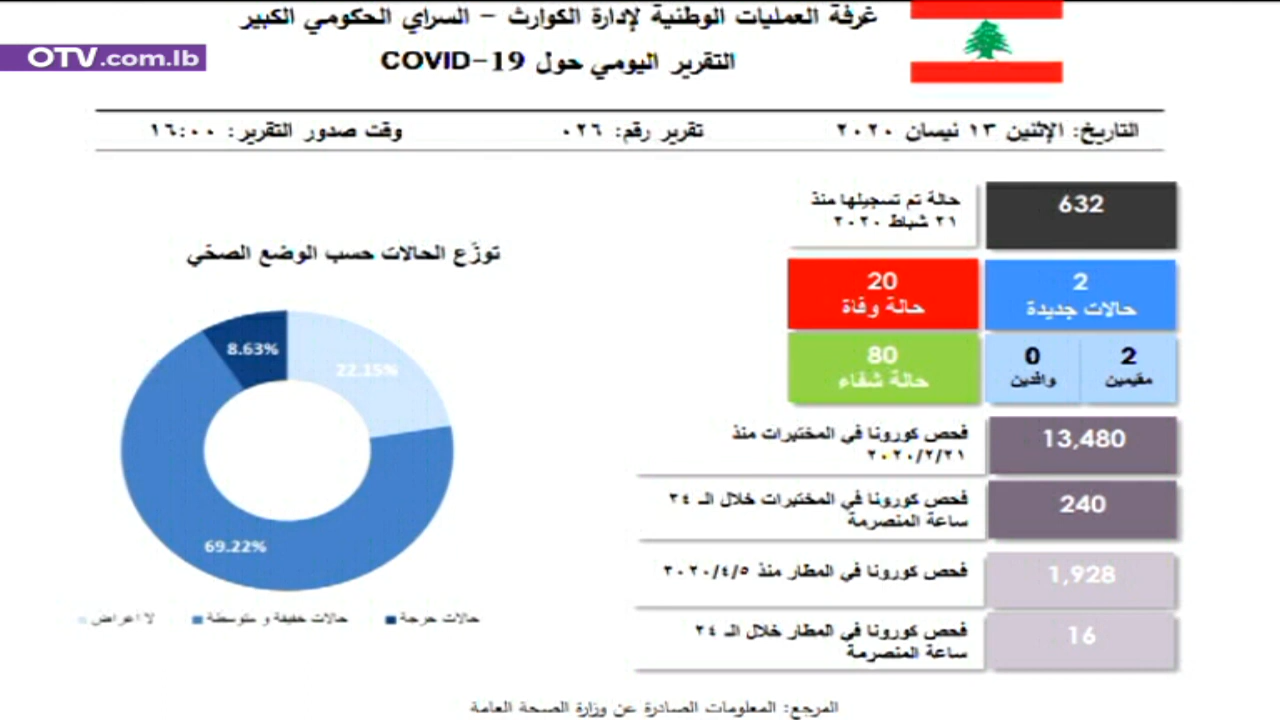 غرفة العمليات الوطنية لإدارة الكوارث - السراي الحكومي الكبير
OTV.com.lb
التقرير اليومي حول COVID-19
التاريخ: الإثنين ١٣ نيسان ٢٠٢٠ تقرير رقم: ٠٢٦ وقت صدور التقرير: ١٦:٠٠
632
حالة تم تسجيلها منذ
٢١ شباط ٢٠٢٠
2
حالات جديدة
20
حالة وفاة
2
مقيمين
0
وافدين
80
حالة شفاء
13,480
فحص كورونا في المختبرات منذ
٢٠٢٠/٢/٢١
240
فحص كورونا في المختبرات خلال الـ ٢٤
ساعة المنصرمة
1,928
فحص كورونا في المطار منذ ٢٠٢٠/٤/٥
16
فحص كورونا في المطار خلال الـ ٢٤
ساعة المنصرمة
توزّع الحالات حسب الوضع الصحّي
8.63%
22.15%
69.22%
حالات حرجة
حالات خفيفة و متوسطة
لا اعراض
المرجع: المعلومات الصادرة عن وزارة الصحة العامة